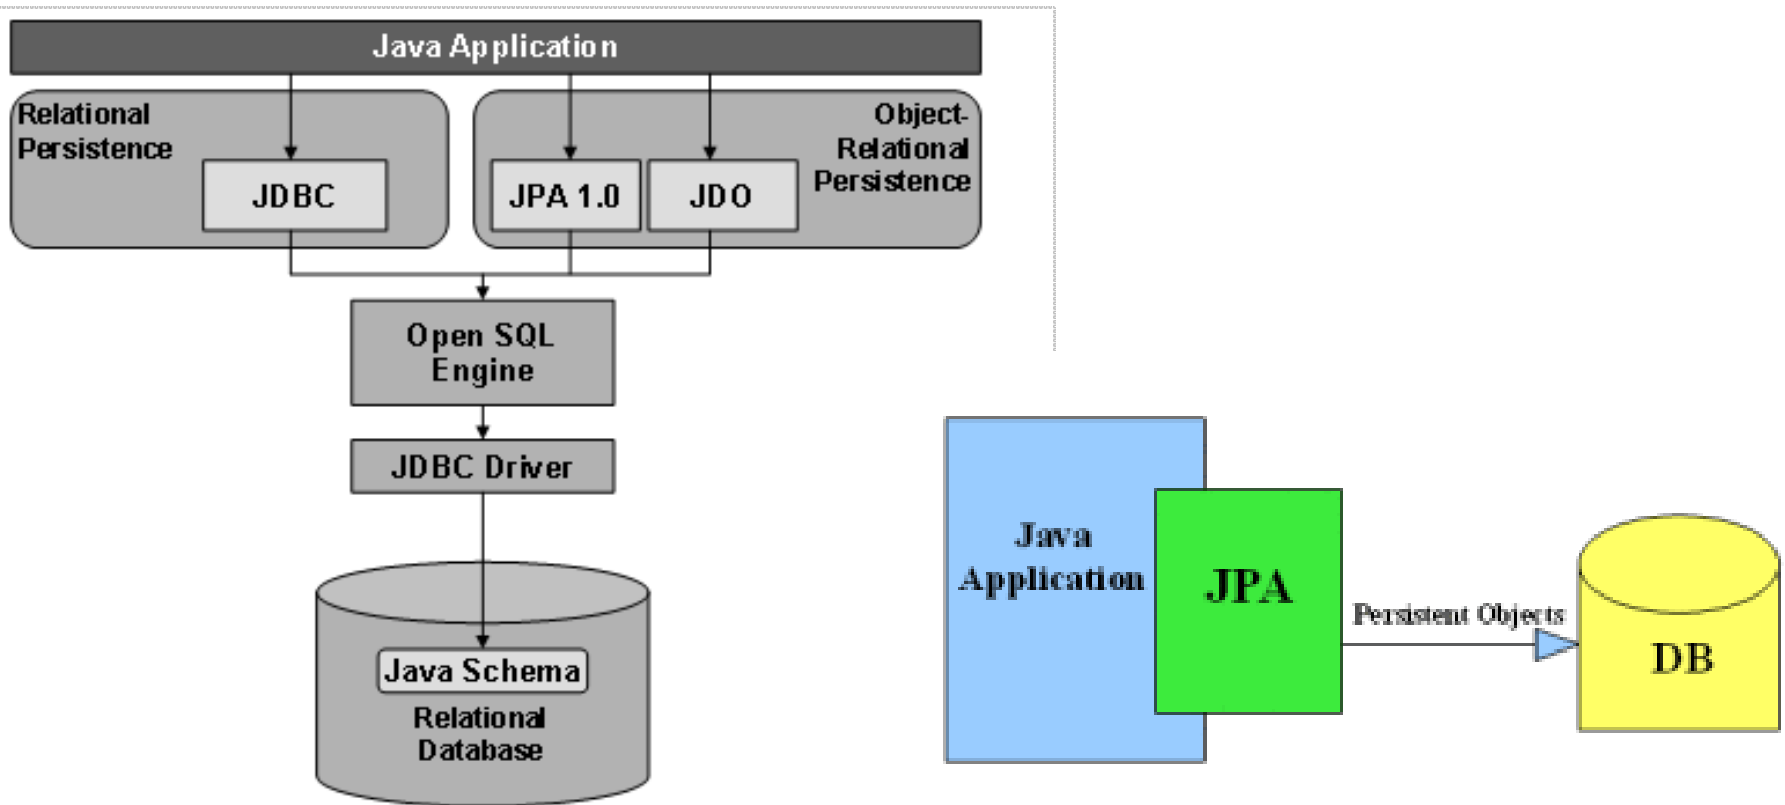 Java Application
Relational
Persistence
JDBC
Object-
Relational
Persistence
JPA 1.0
JDO
Open SQL
Engine
JDBC Driver
Java Schema
Relational
Database
Java
Application
JPA
Persistent Objects
DB